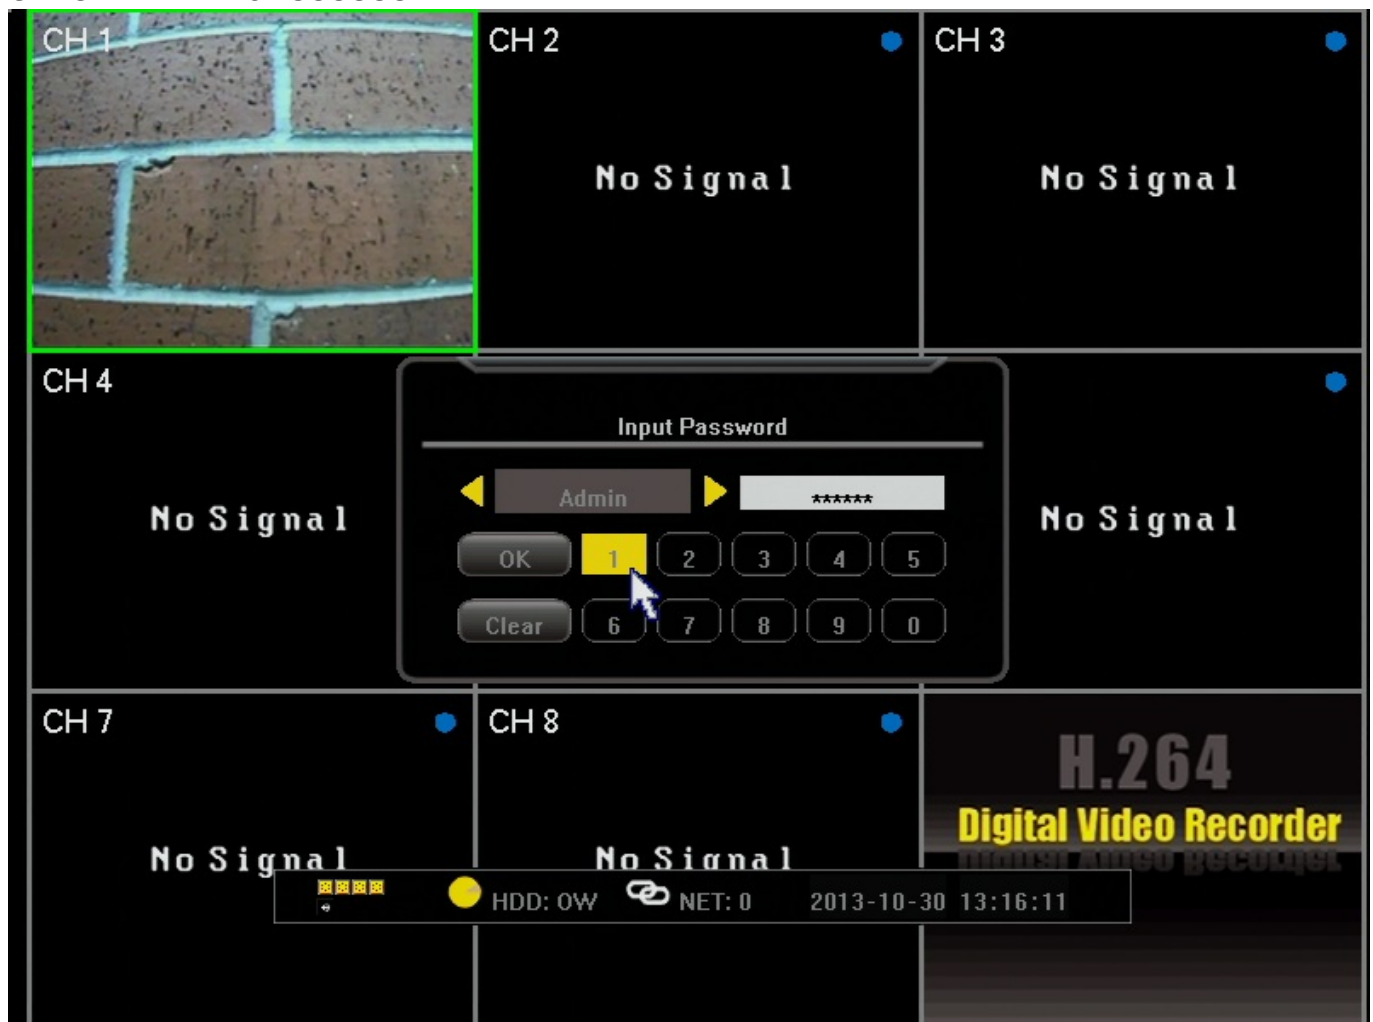 CH 1
CH 2
CH 3
No Signal
No Signal
CH 4
Input Password
Admin
******
No Signal
No Signal
OK 1 2 3 4 5
Clear 6 7 8 9 0
CH 7
CH 8
H.264
Digital Video Recorder
No Signal
No Signal
HDD: OW NET: 0 2013-10-30 13:16:11